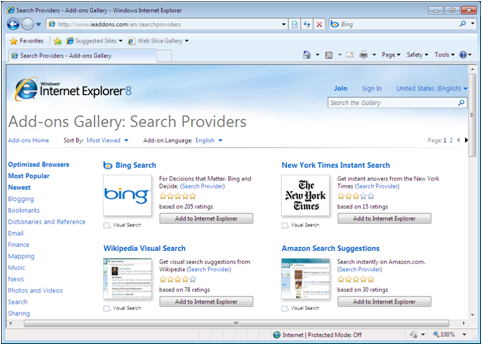 Search Providers - Add-ons Gallery - Windows Internet Explorer
http://www.ieaddons.com/en/searchproviders
Bing
Favorites Suggested Sites Web Slice Gallery
Search Providers - Add-ons Gallery
Page Safety Tools
Windows
Internet Explorer 8
Join Sign In United States (English)
Search the Gallery
Add-ons Gallery: Search Providers
Add-ons Home Sort By: Most Viewed Add-on Language: English Page: 1 2
Optimized Browsers
Most Popular
Newest
Blogging
Bookmarks
Dictionaries and Reference
Email
Finance
Mapping
Music
News
Photos and Videos
Search
Sharing
Bing Search
bing
For Decisions that Matter. Bing and
Decide. (Search Provider)
based on 205 ratings
Add to Internet Explorer
Visual Search
New York Times Instant Search
The
New York
Times
Get instant answers from the New York
Times (Search Provider)
based on 15 ratings
Add to Internet Explorer
Visual Search
Wikipedia Visual Search
Get visual search suggestions from
Wikipedia (Search Provider)
based on 78 ratings
Add to Internet Explorer
Visual Search
Amazon Search Suggestions
Search instantly on Amazon.com.
(Search Provider)
based on 30 ratings
Add to Internet Explorer
Visual Search
Internet | Protected Mode: Off
100%